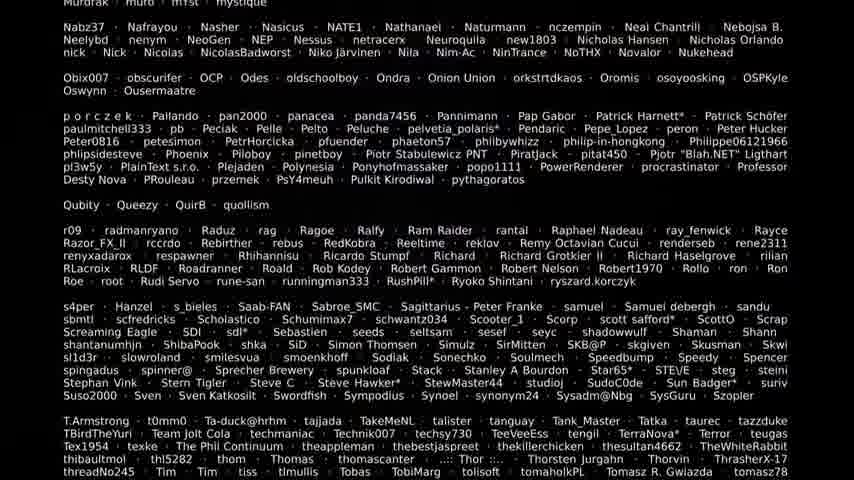 Murdrak · muro · m1st · mystique
Nabz37 · Nafrayou · Nasher · Nasicus · NATE1 · Nathanael · Naturmann · nczempin · Neal Chantrill · Nebojsa B.
Neelybd · nenym · NeoGen · NEP · Nessus · netracerx · Neuroquila · new1803 · Nicholas Hansen · Nicholas Orlando
nick · Nick · Nicolas · NicolasBadworst · Niko Järvinen · Nila · Nim-Ac · NinTrance · NoTHX · Novalor · Nukehead
Obix007 · obscurifer · OCP · Odes · oldschoolboy · Ondra · Onion Union · orkstrtdkaos · Oromis · osoyoosking · OSPKyle
Oswynn · Ousermaatre
p o r c z e k · Pallando · pan2000 · panacea · panda7456 · Pannimann · Pap Gabor · Patrick Harnett* · Patrick Schöfer
paulmitchell333 · pb · Peciak · Pelle · Pelto · Peluche · pelvetia_polaris* · Pendaric · Pepe_Lopez · peron · Peter Hucker
Peter0816 · petesimon · PetrHorcicka · pfuender · phaeton57 · philbywhizz · philip-in-hongkong · Philippe06121966
phlipsidesteve · Phoenix · Piloboy · pinetboy · Piotr Stabulewicz PNT · PiratJack · pitat450 · Pjotr "Blah.NET" Ligthart
pl3w5y · PlainText s.r.o. · Plejaden · Polynesia · Ponyhofmassaker · popo1111 · PowerRenderer · procrastinator · Professor
Desty Nova · PRouleau · przemek · PsY4meuh · Pulkit Kirodiwal · pythagoratos
Qubity · Queezy · QuirB · quollism
r09 · radmanryano · Raduz · rag · Ragoe · Ralfy · Ram Raider · rantal · Raphael Nadeau · ray_fenwick · Rayce
Razor_FX_II · rccrdo · Rebirther · rebus · RedKobra · Reeltime · reklov · Remy Octavian Cucui · renderseb · rene2311
renyxadarox · respawner · Rhihannisu · Ricardo Stumpf · Richard · Richard Grotkier II · Richard Haselgrove · rilian
RLacroix · RLDF · Roadranner · Roald · Rob Kodey · Robert Gammon · Robert Nelson · Robert1970 · Rollo · ron · Ron
Roe · root · Rudi Servo · rune-san · runningman333 · RushPill* · Ryoko Shintani · ryszard.korczyk
s4per · Hanzel · s_bieles · Saab-FAN · Sabroe_SMC · Sagittarius - Peter Franke · samuel · Samuel debergh · sandu
sbmtl · scfredricks · Scholastico · Schumimax7 · schwantz034 · Scooter_1 · Scorp · scott safford* · ScottO · Scrap
Screaming Eagle · SDI · sdl* · Sebastien · seeds · seltsam · sesef · seyc · shadowwulf · Shaman · Shann
shantanumhjn · ShibaPook · shka · SiD · Simon Thomsen · Simulz · SirMitten · SKB@P · skgiven · Skusman · Skwi
sl1d3r · slowroland · smilesvua · smoenkhoff · Sodiak · Sonechko · Soulmech · Speedbump · Speedy · Spencer
spingadus · spinner@ · Sprecher Brewery · spunkloaf · Stack · Stanley A Bourdon · Star65* · STE\/E · steg · steini
Stephan Vink · Stern Tigler · Steve C · Steve Hawker* · StewMaster44 · studioj · SudoC0de · Sun Badger* · suriv
Suso2000 · Sven · Sven Katkosilt · Swordfish · Sympodius · Synoel · synonym24 · Sysadm@Nbg · SysGuru · Szopler
T.Armstrong · t0mm0 · Ta-duck@hrhm · tajjada · TakeMeNL · talister · tanguay · Tank_Master · Tatka · taurec · tazzduke
TBirdTheYuri · Team Jolt Cola · techmaniac · Technik007 · techsy730 · TeeVeeEss · tengil · TerraNova* · Terror · teugas
Tex1954 · texke · The Phil Continuum · theappleman · thebestjaspreet · thekillerchicken · thesultan4662 · TheWhiteRabbit
thibaultmol · thl5282 · thom · Thomas · thomascanter · ..:: Thor ::.. · Thorsten Jurgahn · Thorvin · ThrasherX-17
threadNo245 · Tim · Tim · tiss · tlmullis · Tobas · TobiMarg · tolisoft · tomaholkPL · Tomasz R. Gwiazda · tomasz78